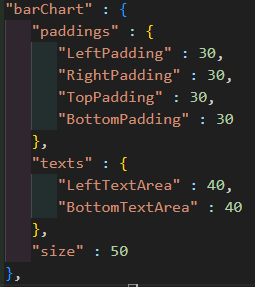 "barChart" : {
"paddings" : {
"LeftPadding" : 30,
"RightPadding" : 30,
"TopPadding" : 30,
"BottomPadding" : 30
},
"texts" : {
"LeftTextArea" : 40,
"BottomTextArea" : 40
},
"size" : 50
},